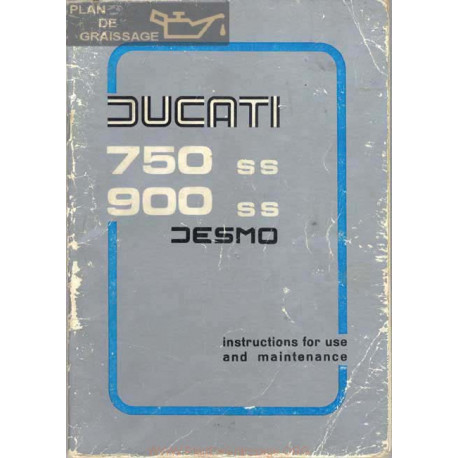 PLAN
DE
GRAISSAGE
DUCATI
750 SS
900 SS
DESMO
instructions for use
and maintenance